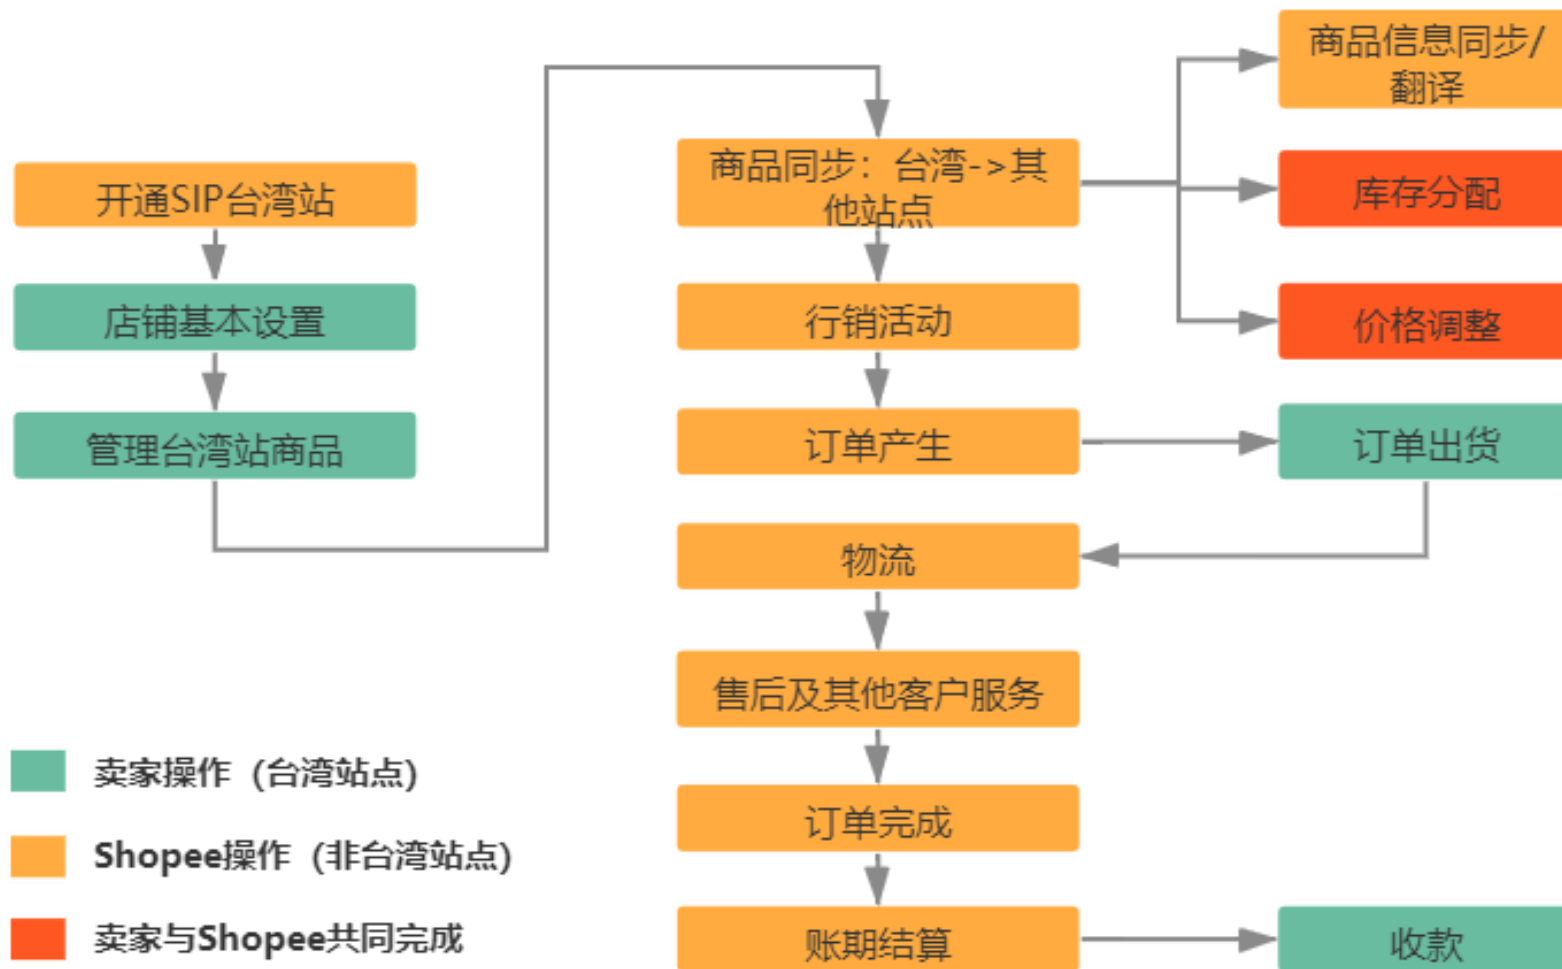 开通SIP台湾站
店铺基本设置
管理台湾站商品
商品同步：台湾->其
他站点
商品信息同步/
翻译
库存分配
价格调整
行销活动
订单产生
订单出货
物流
售后及其他客户服务
订单完成
账期结算
收款
卖家操作（台湾站点）
Shopee操作（非台湾站点）
卖家与Shopee共同完成